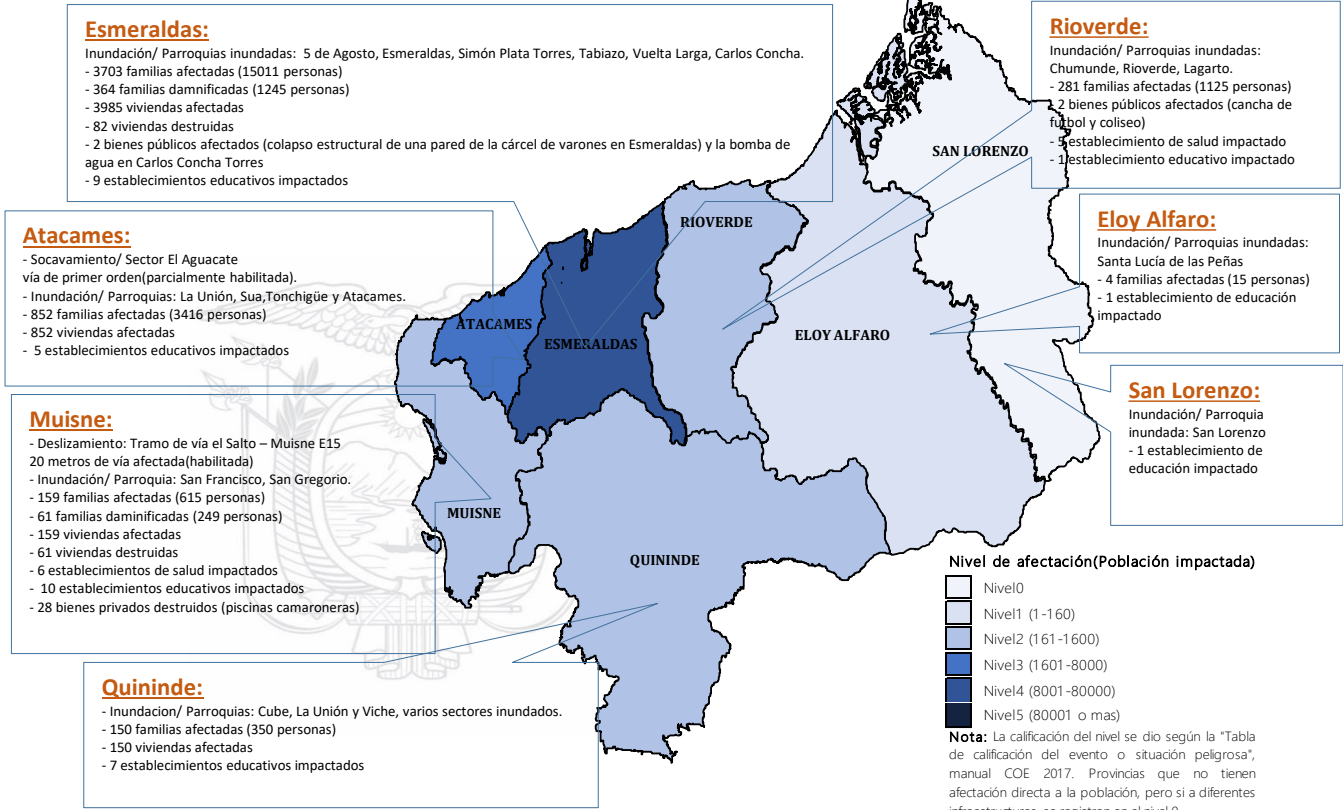 Esmeraldas:
Inundación/ Parroquias inundadas: 5 de Agosto, Esmeraldas, Simón Plata Torres, Tabiazo, Vuelta Larga, Carlos Concha.
- 3703 familias afectadas (15011 personas)
- 364 familias damnificadas (1245 personas)
- 3985 viviendas afectadas
- 82 viviendas destruidas
- 2 bienes públicos afectados (colapso estructural de una pared de la cárcel de varones en Esmeraldas) y la bomba de
agua en Carlos Concha Torres
- 9 establecimientos educativos impactados
Rioverde:
Inundación/ Parroquias inundadas:
Chumunde, Rioverde, Lagarto.
- 281 familias afectadas (1125 personas)
- 2 bienes públicos afectados (cancha de
futbol y coliseo)
- 5 establecimiento de salud impactado
- 1 establecimiento educativo impactado
Atacames:
- Socavamiento/ Sector El Aguacate
vía de primer orden(parcialmente habilitada).
- Inundación/ Parroquias: La Unión, Sua,Tonchigüe y Atacames.
- 852 familias afectadas (3416 personas)
- 852 viviendas afectadas
- 5 establecimientos educativos impactados
Eloy Alfaro:
Inundación/ Parroquias inundadas:
Santa Lucía de las Peñas
- 4 familias afectadas (15 personas)
- 1 establecimiento de educación
impactado
Muisne:
- Deslizamiento: Tramo de vía el Salto – Muisne E15
20 metros de vía afectada(habilitada)
- Inundación/ Parroquia: San Francisco, San Gregorio.
- 159 familias afectadas (615 personas)
- 61 familias daminificadas (249 personas)
- 159 viviendas afectadas
- 61 viviendas destruidas
- 6 establecimientos de salud impactados
- 10 establecimientos educativos impactados
- 28 bienes privados destruidos (piscinas camaroneras)
San Lorenzo:
Inundación/ Parroquia
inundada: San Lorenzo
- 1 establecimiento de
educación impactado
Quininde:
- Inundacion/ Parroquias: Cube, La Unión y Viche, varios sectores inundados.
- 150 familias afectadas (350 personas)
- 150 viviendas afectadas
- 7 establecimientos educativos impactados
SAN LORENZO
RIOVERDE
ATACAMES
ESMERALDAS
ELOY ALFARO
MUISNE
QUININDE
Nivel de afectación(Población impactada)
Nivel0
Nivel1 (1-160)
Nivel2 (161-1600)
Nivel3 (1601-8000)
Nivel4 (8001-80000)
Nivel5 (80001 o mas)
Nota: La calificación del nivel se dio según la "Tabla
de calificación del evento o situación peligrosa",
manual COE 2017. Provincias que no tienen
afectación directa a la población, pero si a diferentes